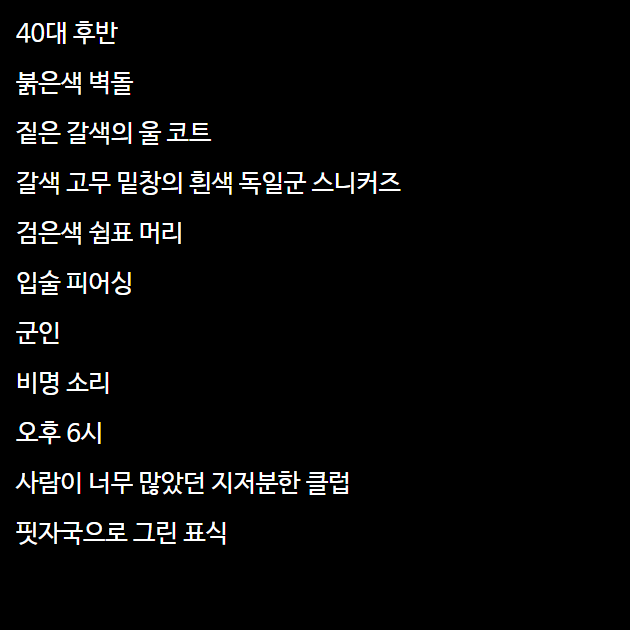 40대 후반
붉은색 벽돌
짙은 갈색의 울 코트
갈색 고무 밑창의 흰색 독일군 스니커즈
검은색 쉼표 머리
입술 피어싱
군인
비명 소리
오후 6시
사람이 너무 많았던 지저분한 클럽
핏자국으로 그린 표식